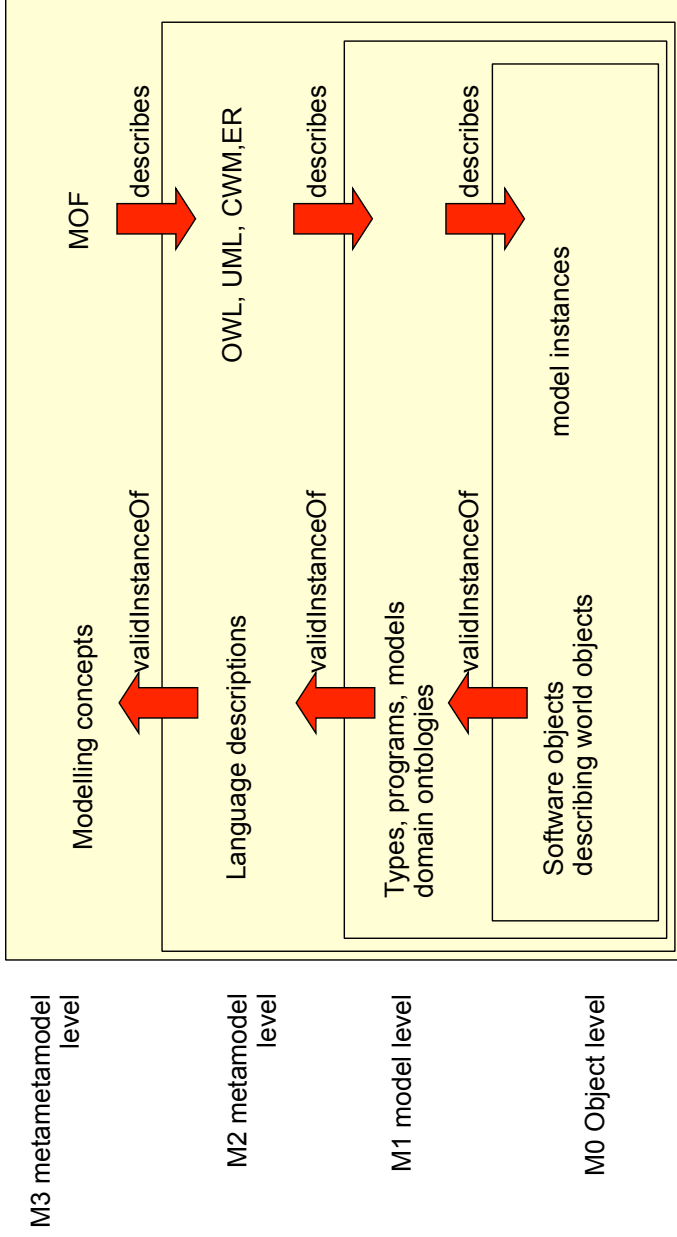 M3 metametamodel
level
Modelling concepts
MOF
validInstanceOf
describes
M2 metamodel
level
Language descriptions
OWL, UML, CWM,ER
validInstanceOf
describes
M1 model level
Types, programs, models
domain ontologies
validInstanceOf
describes
M0 Object level
Software objects
describing world objects
model instances